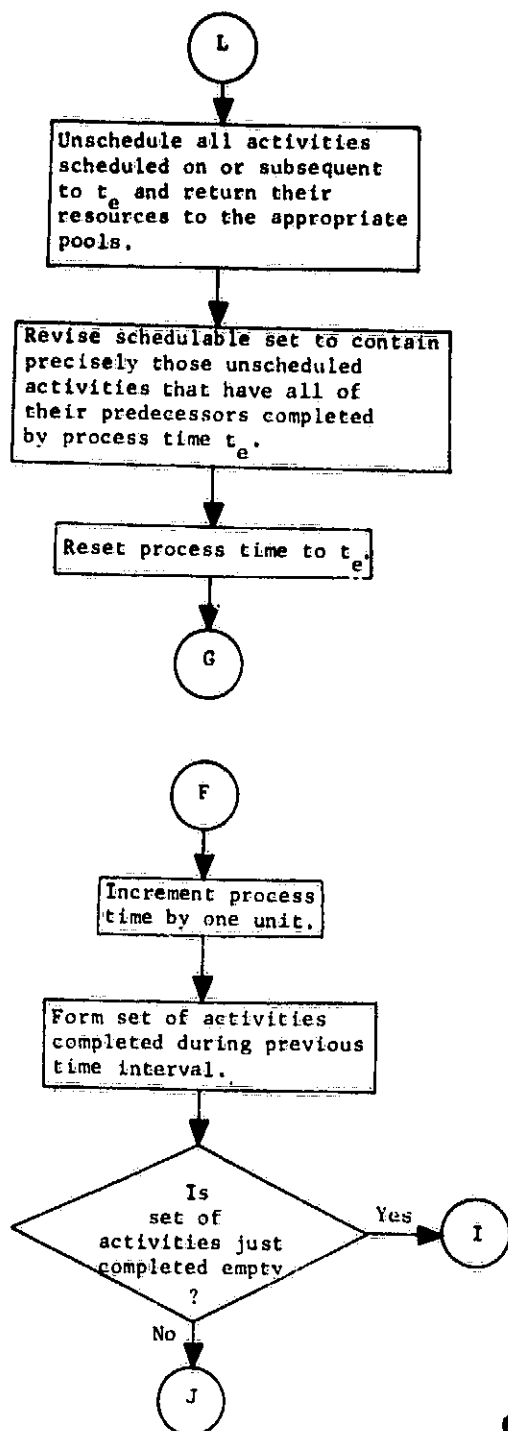 L
Unschedule all activities
scheduled on or subsequent
to t_e and return their
resources to the appropriate
pools.
Revise schedulable set to contain
precisely those unscheduled
activities that have all of
their predecessors completed
by process time t_e.
Reset process time to t_e.
G
F
Increment process
time by one unit.
Form set of activities
completed during previous
time interval.
Is
set of
activities just
completed empty
?
Yes
I
No
J